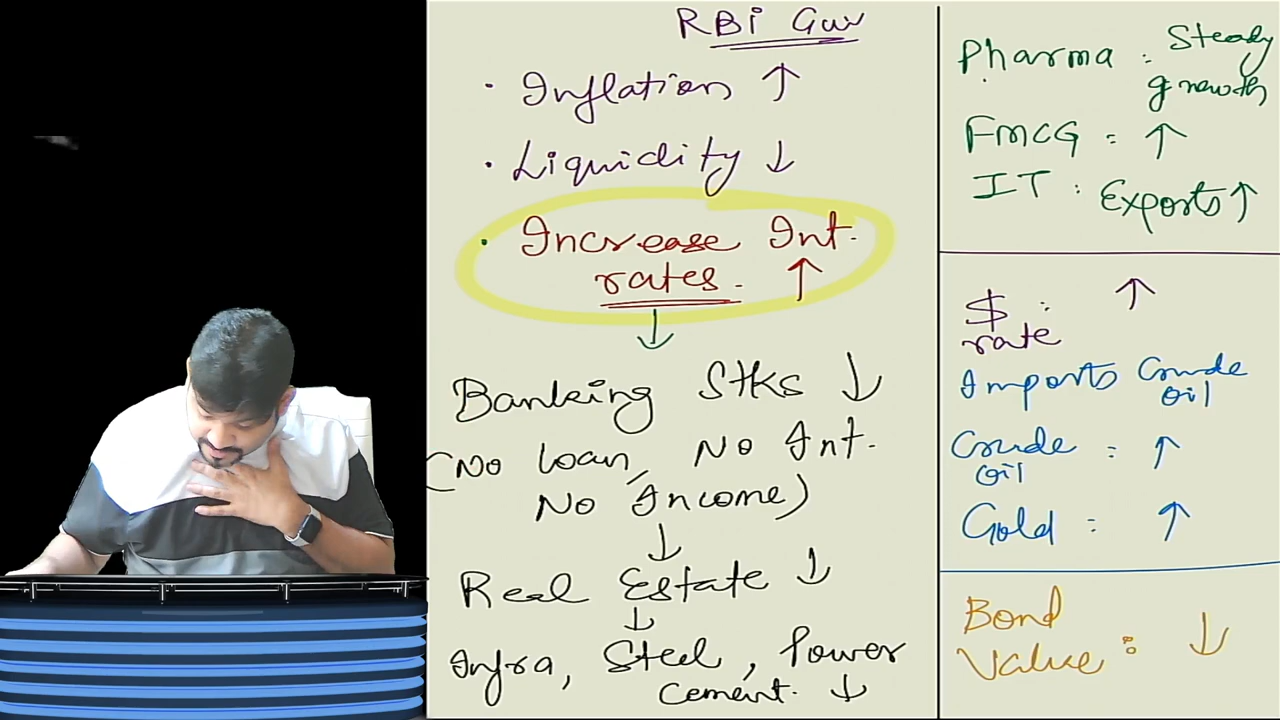 RBI Gov
· Inflation ↑
· Liquidity ↓
· Increase Int.
rates. ↑
↓
Banking Stks ↓
(No loan, No Int.
No Income)
↓
Real Estate ↓
↓
Infra, Steel, Power
cement. ↓
Pharma : Steady
growth
FMCG = ↑
IT : Exports ↑
$ : ↑
rate
Imports Crude
oil
Crude : ↑
oil
Gold : ↑
Bond
Value : ↓